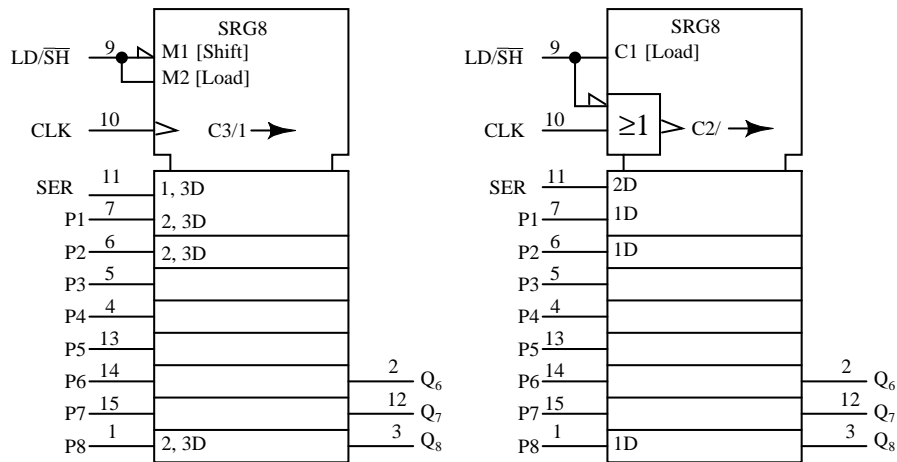 SRG8
LD/S̅H̅ 9 M1 [Shift]
M2 [Load]
CLK 10 C3/1
SER 11 1, 3D
P1 7 2, 3D
P2 6 2, 3D
P3 5
P4 4
P5 13
P6 14 2 Q₆
P7 15 12 Q₇
P8 1 2, 3D 3 Q₈
SRG8
LD/S̅H̅ 9 C1 [Load]
CLK 10 ≥1 C2/
SER 11 2D
P1 7 1D
P2 6 1D
P3 5
P4 4
P5 13
P6 14 2 Q₆
P7 15 12 Q₇
P8 1 1D 3 Q₈